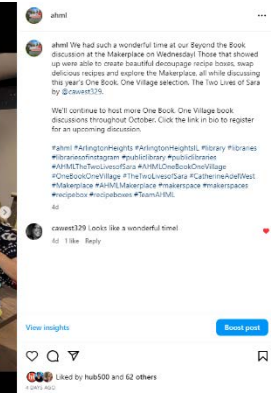 ahml
ahml We had such a wonderful time at our Beyond the Book
discussion at the Makerplace on Wednesday! Those that showed
up were able to create beautiful decoupage recipe boxes, swap
delicious recipes and explore the Makerplace, all while discussing
this year's One Book, One Village selection, The Two Lives of Sara
by @cawest329.
We'll continue to host more One Book, One Village book
discussions throughout October. Click the link in bio to register
for an upcoming discussion.
#ahml #ArlingtonHeights #ArlingtonHeightsIL #library #libraries
#librariesofinstagram #publiclibrary #publiclibraries
#AHMLTheTwoLivesofSara #AHMLOneBookOneVillage
#OneBookOneVillage #TheTwoLivesofSara #CatherineAdelWest
#Makerplace #AHMLMakerplace #makerspace #makerspaces
#recipebox #recipeboxes #TeamAHML
4d
cawest329 Looks like a wonderful time!
4d 1 like Reply
View insights
Boost post
Liked by hub500 and 62 others
4 DAYS AGO